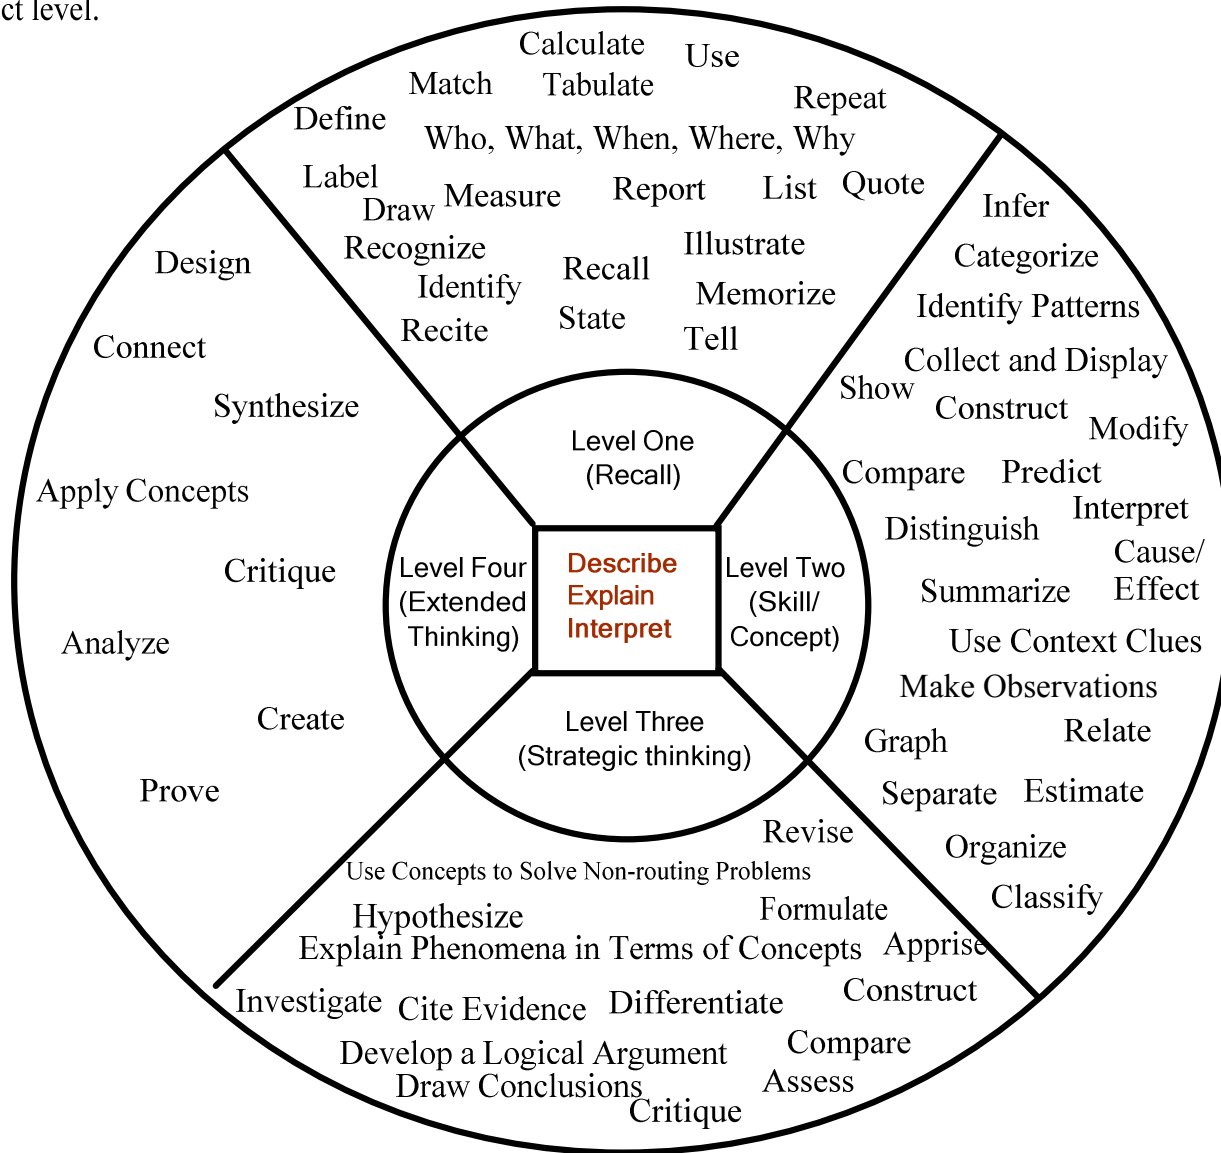 ct level.
Calculate
Use
Match
Tabulate
Repeat
Define
Who, What, When, Where, Why
Label
Draw
Measure
Report
List
Quote
Recognize
Illustrate
Identify
Recall
Memorize
Recite
State
Tell
Infer
Categorize
Identify Patterns
Collect and Display
Show
Construct
Modify
Compare
Predict
Distinguish
Interpret
Cause/
Effect
Summarize
Use Context Clues
Make Observations
Graph
Relate
Separate
Estimate
Organize
Classify
Design
Connect
Synthesize
Apply Concepts
Critique
Analyze
Create
Prove
Level One
(Recall)
Level Four
(Extended
Thinking)
Describe
Explain
Interpret
Level Two
(Skill/
Concept)
Level Three
(Strategic thinking)
Revise
Use Concepts to Solve Non-routing Problems
Hypothesize
Formulate
Explain Phenomena in Terms of Concepts
Apprise
Investigate
Cite Evidence
Differentiate
Construct
Develop a Logical Argument
Compare
Draw Conclusions
Assess
Critique